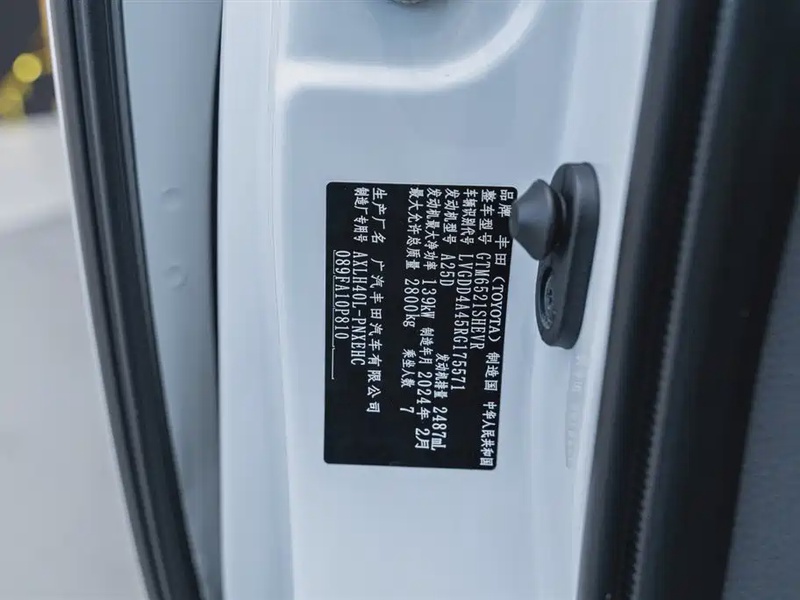 品牌 丰田(TOYOTA) 制造国 中华人民共和国
整车型号 GTM6521SHEVR
车辆识别代号 LVGDD4A45RG175571
发动机型号 A25D 发动机排量 2487mL
发动机最大净功率 139kW 制造年月 2024年 2月
最大允许总质量 2800kg 乘坐人数 7
生产厂名 广汽丰田汽车有限公司
制造厂专用号 AXLH40L-PNXEHC
089FA10P810